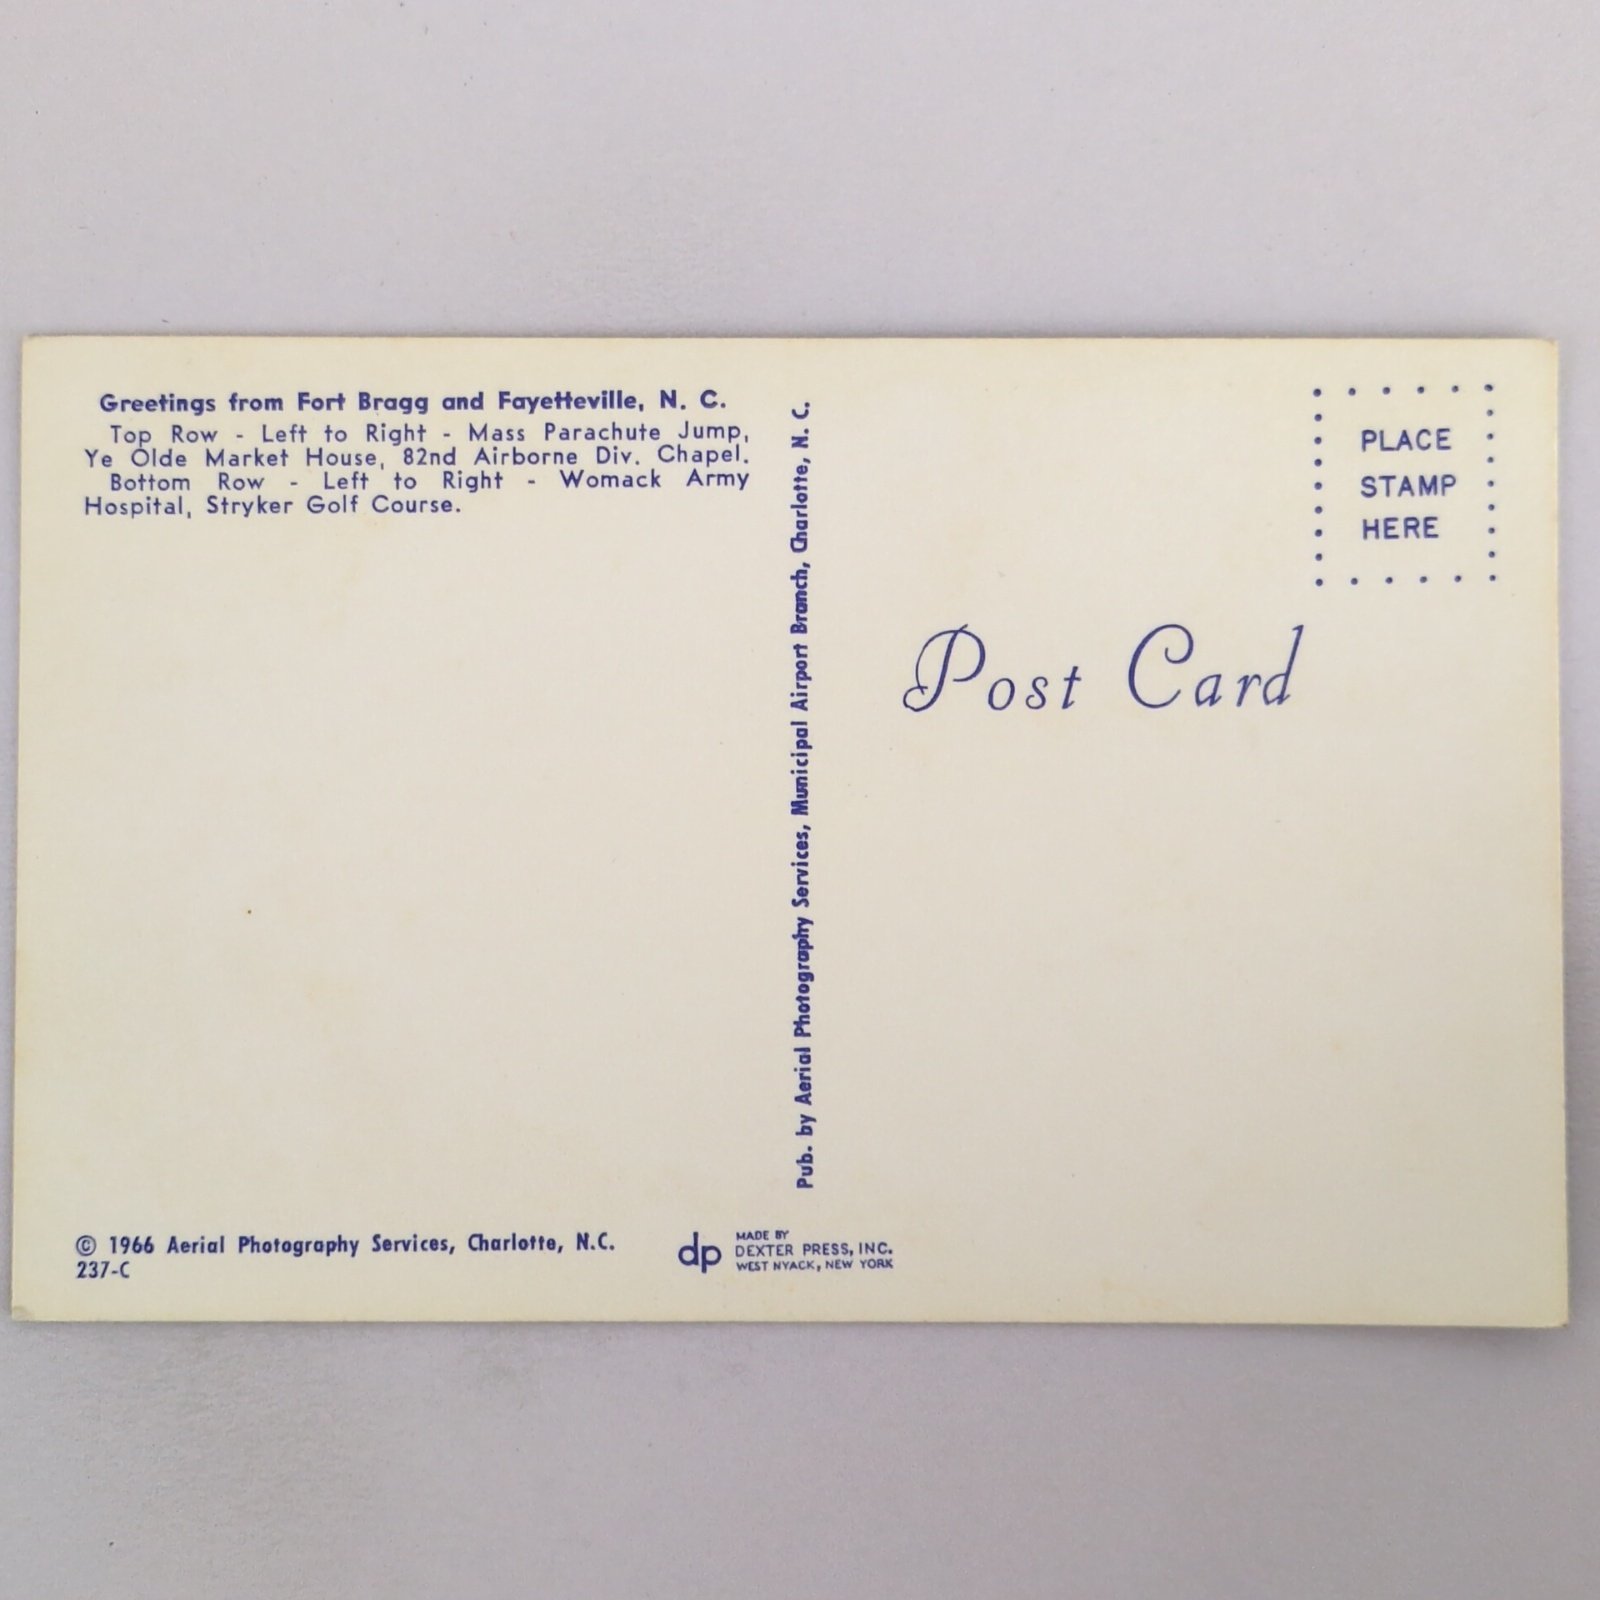 Greetings from Fort Bragg and Fayetteville, N. C.
Top Row - Left to Right - Mass Parachute Jump,
Ye Olde Market House, 82nd Airborne Div. Chapel.
Bottom Row - Left to Right - Womack Army
Hospital, Stryker Golf Course.
Pub. by Aerial Photography Services, Municipal Airport Branch, Charlotte, N. C.
PLACE
STAMP
HERE
Post Card
© 1966 Aerial Photography Services, Charlotte, N.C.
237-C
dp
MADE BY
DEXTER PRESS, INC.
WEST NYACK, NEW YORK